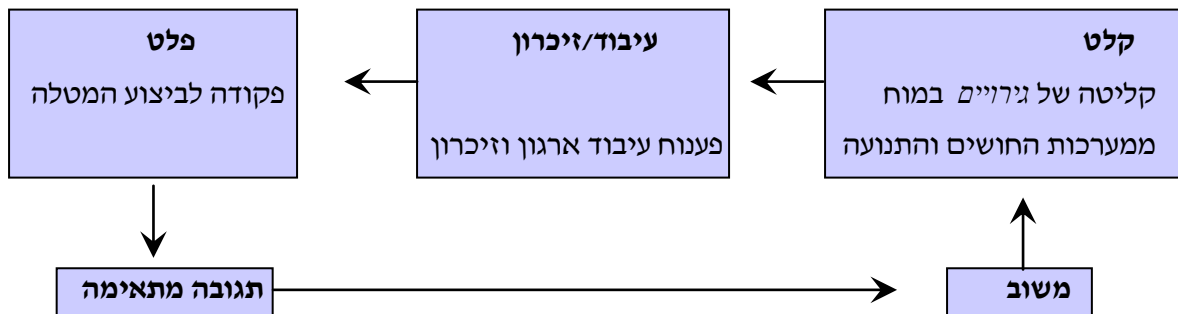 קלט
קליטה של גירויים במוח
ממערכות החושים והתנועה
עיבוד/זיכרון
פענוח עיבוד ארגון וזיכרון
פלט
פקודה לביצוע המטלה
תגובה מתאימה
משוב